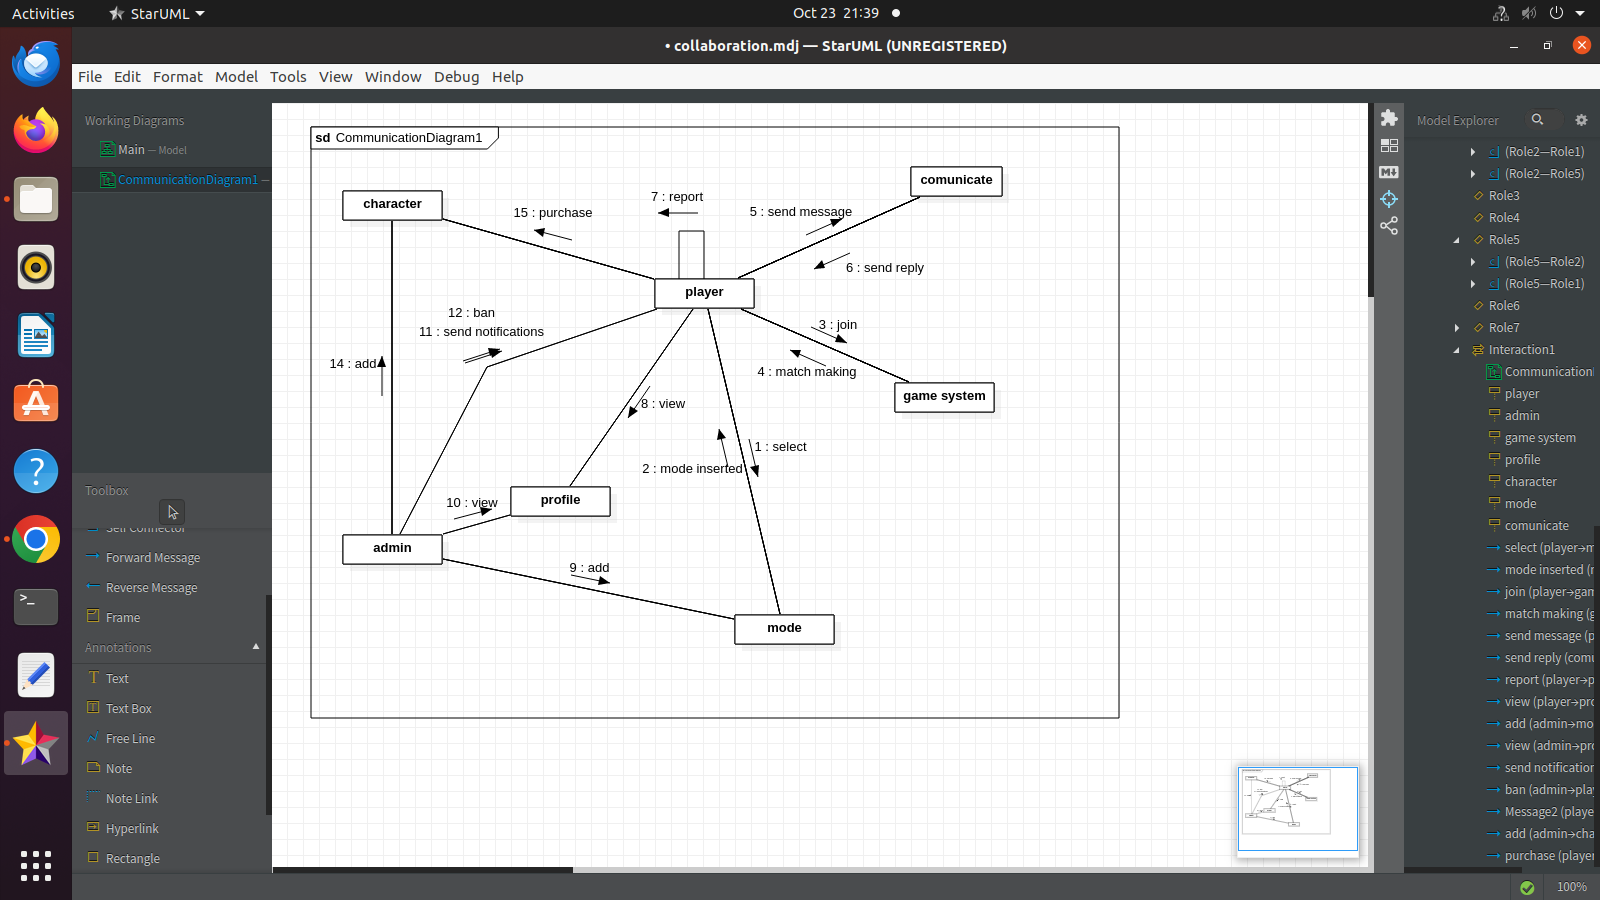 Activities
StarUML
Oct 23 21:39
• collaboration.mdj — StarUML (UNREGISTERED)
File Edit Format Model Tools View Window Debug Help
Working Diagrams
Main — Model
CommunicationDiagram1 —
Toolbox
Self Connector
Forward Message
Reverse Message
Frame
Annotations
Text
Text Box
Free Line
Note
Note Link
Hyperlink
Rectangle
sd CommunicationDiagram1
character
comunicate
7 : report
15 : purchase
5 : send message
6 : send reply
player
12 : ban
11 : send notifications
3 : join
14 : add
4 : match making
game system
8 : view
1 : select
2 : mode inserted
10 : view
profile
admin
9 : add
mode
Model Explorer
(Role2—Role1)
(Role2—Role5)
Role3
Role4
Role5
(Role5—Role2)
(Role5—Role1)
Role6
Role7
Interaction1
Communication
player
admin
game system
profile
character
mode
comunicate
select (player→m
mode inserted (
join (player→gam
match making (g
send message (p
send reply (comu
report (player→p
view (player→pro
add (admin→mo
view (admin→pro
send notification
ban (admin→play
Message2 (playe
add (admin→cha
purchase (player
100%